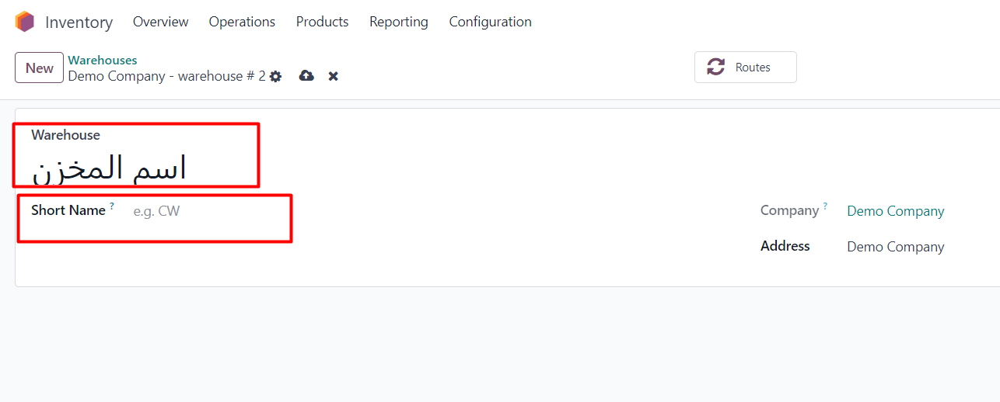 Inventory Overview Operations Products Reporting Configuration
New
Warehouses
Demo Company - warehouse # 2
Routes
Warehouse
اسم المخزن
Short Name ? e.g. CW
Company ? Demo Company
Address Demo Company